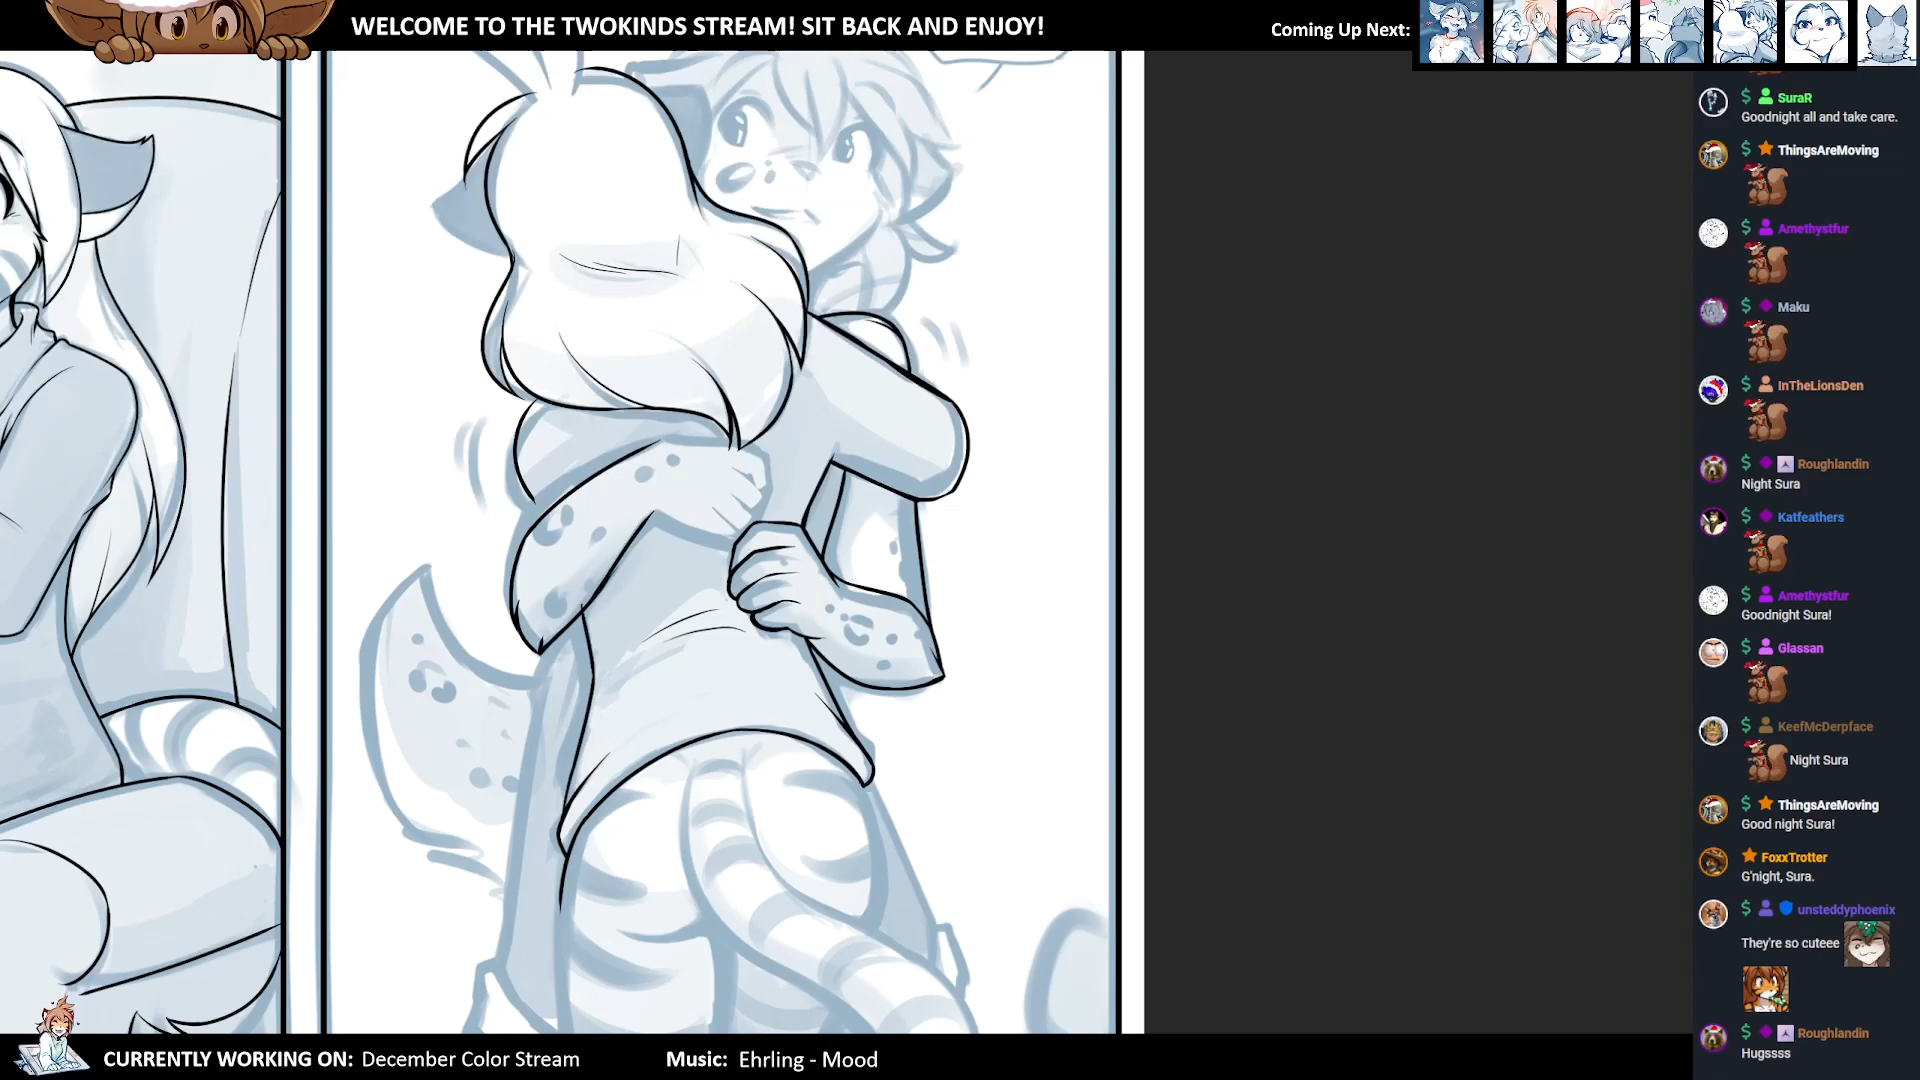 WELCOME TO THE TWOKINDS STREAM! SIT BACK AND ENJOY!
Coming Up Next:
SuraR
Goodnight all and take care.
ThingsAreMoving
Amethystfur
Maku
InTheLionsDen
Roughlandin
Night Sura
Katfeathers
Amethystfur
Goodnight Sura!
Glassan
KeefMcDerpface
Night Sura
ThingsAreMoving
Good night Sura!
FoxxTrotter
G'night, Sura.
unsteddyphoenix
They're so cuteee
Roughlandin
Hugssss
CURRENTLY WORKING ON: December Color Stream
Music: Ehrling - Mood